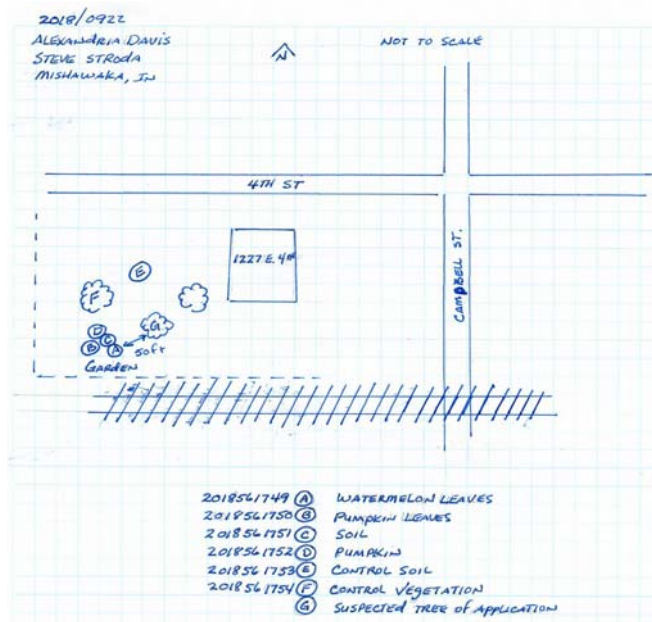 2018/0922
ALEXANDRIA DAVIS
STEVE STRODA
MISHAWAKA, IN
N
NOT TO SCALE
4TH ST
1227 E. 4TH
CAMPBELL ST.
E
F
G
D
C
B
A
50ft
GARDEN
2018561749 A WATERMELON LEAVES
2018561750 B PUMPKIN LEAVES
2018561751 C SOIL
2018561752 D PUMPKIN
2018561753 E CONTROL SOIL
2018561754 F CONTROL VEGETATION
G SUSPECTED TREE OF APPLICATION